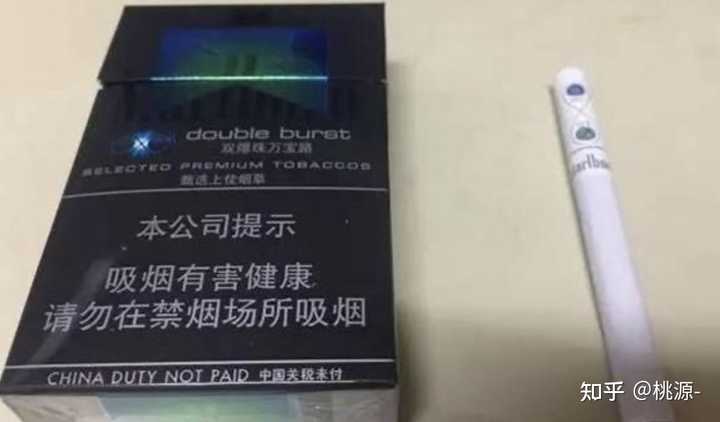 double burst
双爆珠万宝路
SELECTED PREMIUM TOBACCOS
甄选上佳烟草
本公司提示
吸烟有害健康
请勿在禁烟场所吸烟
CHINA DUTY NOT PAID 中国关税未付
知乎 @桃源-